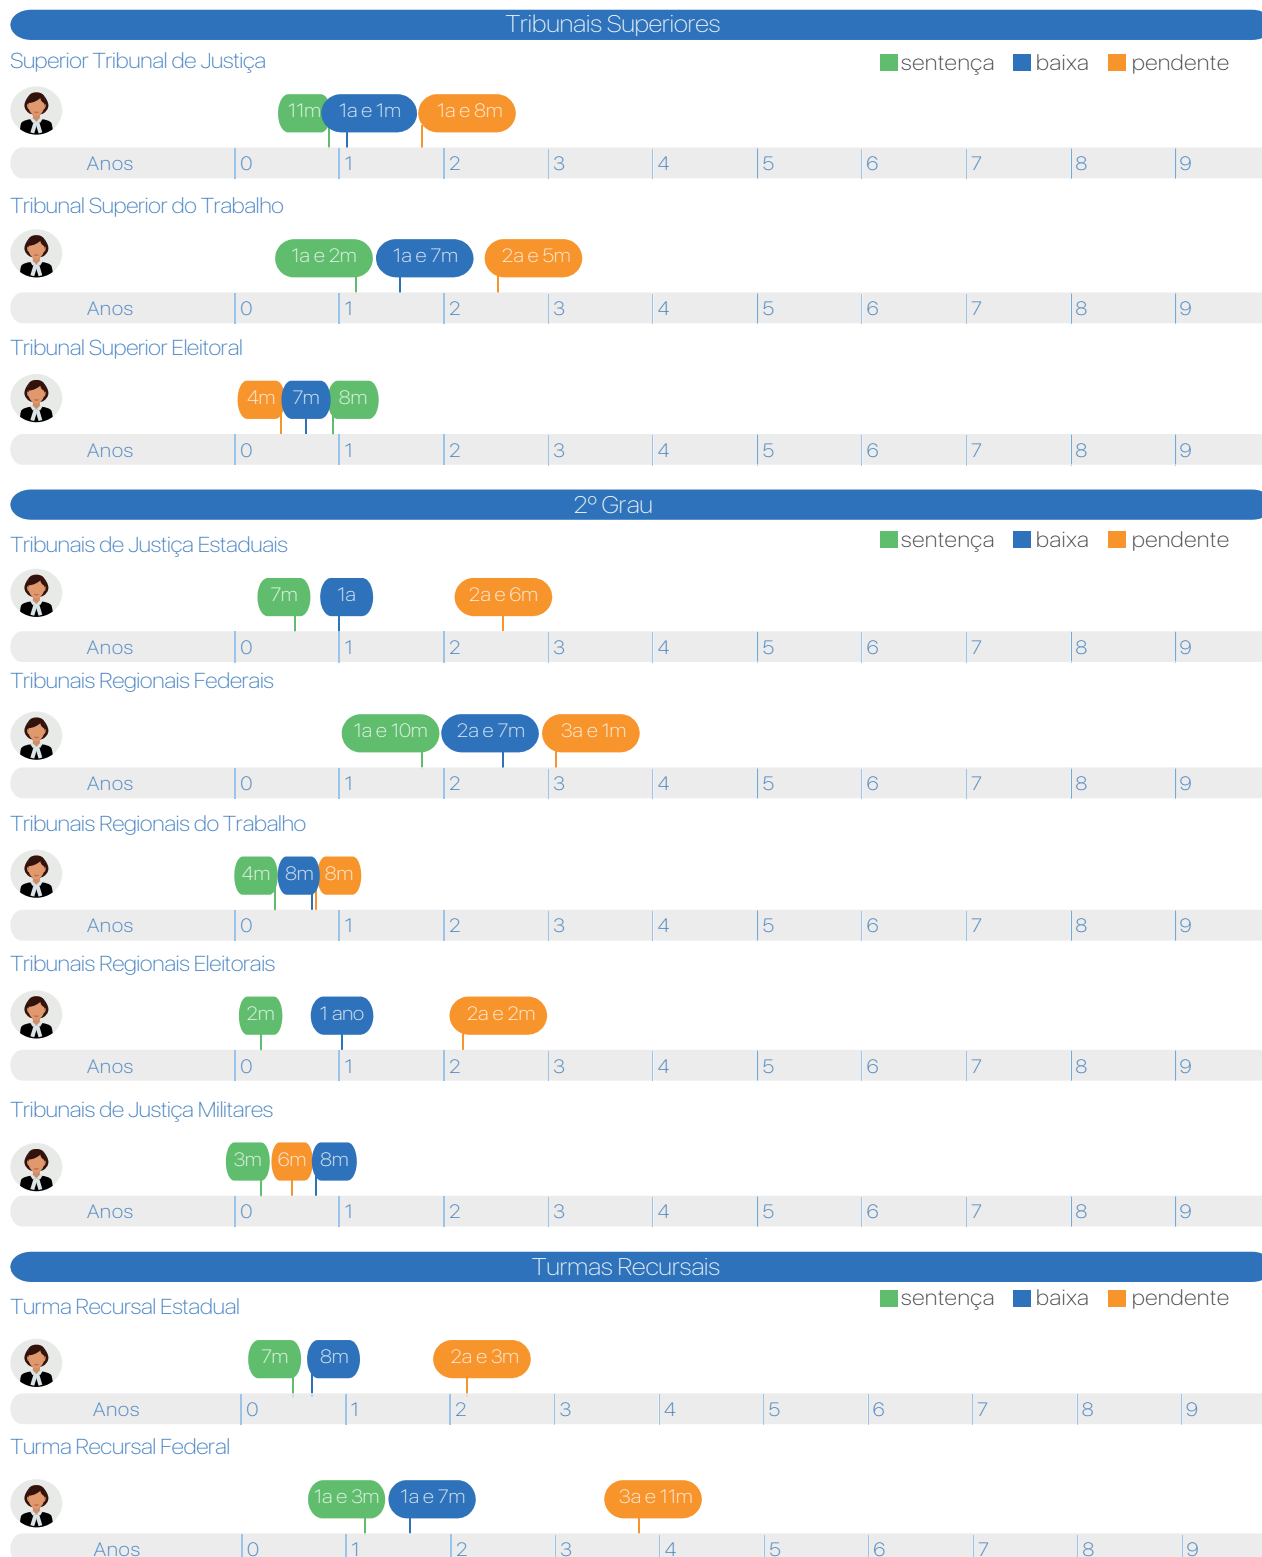 Tribunais Superiores
Superior Tribunal de Justiça
sentença baixa pendente
11m 1a e 1m 1a e 8m
Anos 0 1 2 3 4 5 6 7 8 9
Tribunal Superior do Trabalho
1a e 2m 1a e 7m 2a e 5m
Anos 0 1 2 3 4 5 6 7 8 9
Tribunal Superior Eleitoral
4m 7m 8m
Anos 0 1 2 3 4 5 6 7 8 9
2º Grau
Tribunais de Justiça Estaduais
sentença baixa pendente
7m 1a 2a e 6m
Anos 0 1 2 3 4 5 6 7 8 9
Tribunais Regionais Federais
1a e 10m 2a e 7m 3a e 1m
Anos 0 1 2 3 4 5 6 7 8 9
Tribunais Regionais do Trabalho
4m 8m 8m
Anos 0 1 2 3 4 5 6 7 8 9
Tribunais Regionais Eleitorais
2m 1 ano 2a e 2m
Anos 0 1 2 3 4 5 6 7 8 9
Tribunais de Justiça Militares
3m 6m 8m
Anos 0 1 2 3 4 5 6 7 8 9
Turmas Recursais
Turma Recursal Estadual
sentença baixa pendente
7m 8m 2a e 3m
Anos 0 1 2 3 4 5 6 7 8 9
Turma Recursal Federal
1a e 3m 1a e 7m 3a e 11m
Anos 0 1 2 3 4 5 6 7 8 9